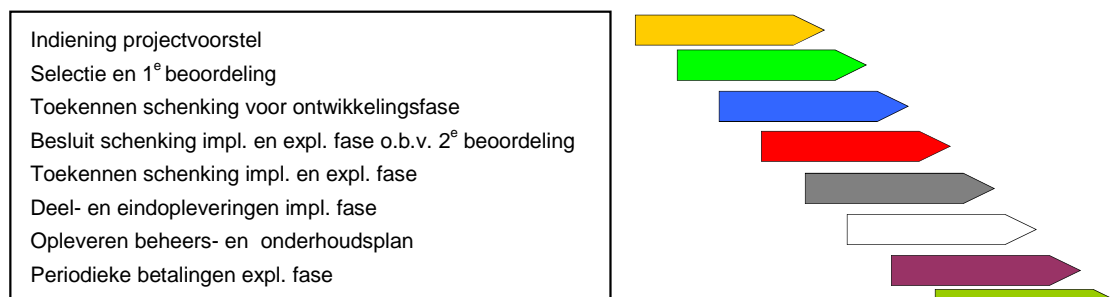 Indiening projectvoorstel
Selectie en 1e beoordeling
Toekennen schenking voor ontwikkelingsfase
Besluit schenking impl. en expl. fase o.b.v. 2e beoordeling
Toekennen schenking impl. en expl. fase
Deel- en eindopleveringen impl. fase
Opleveren beheers- en onderhoudsplan
Periodieke betalingen expl. fase